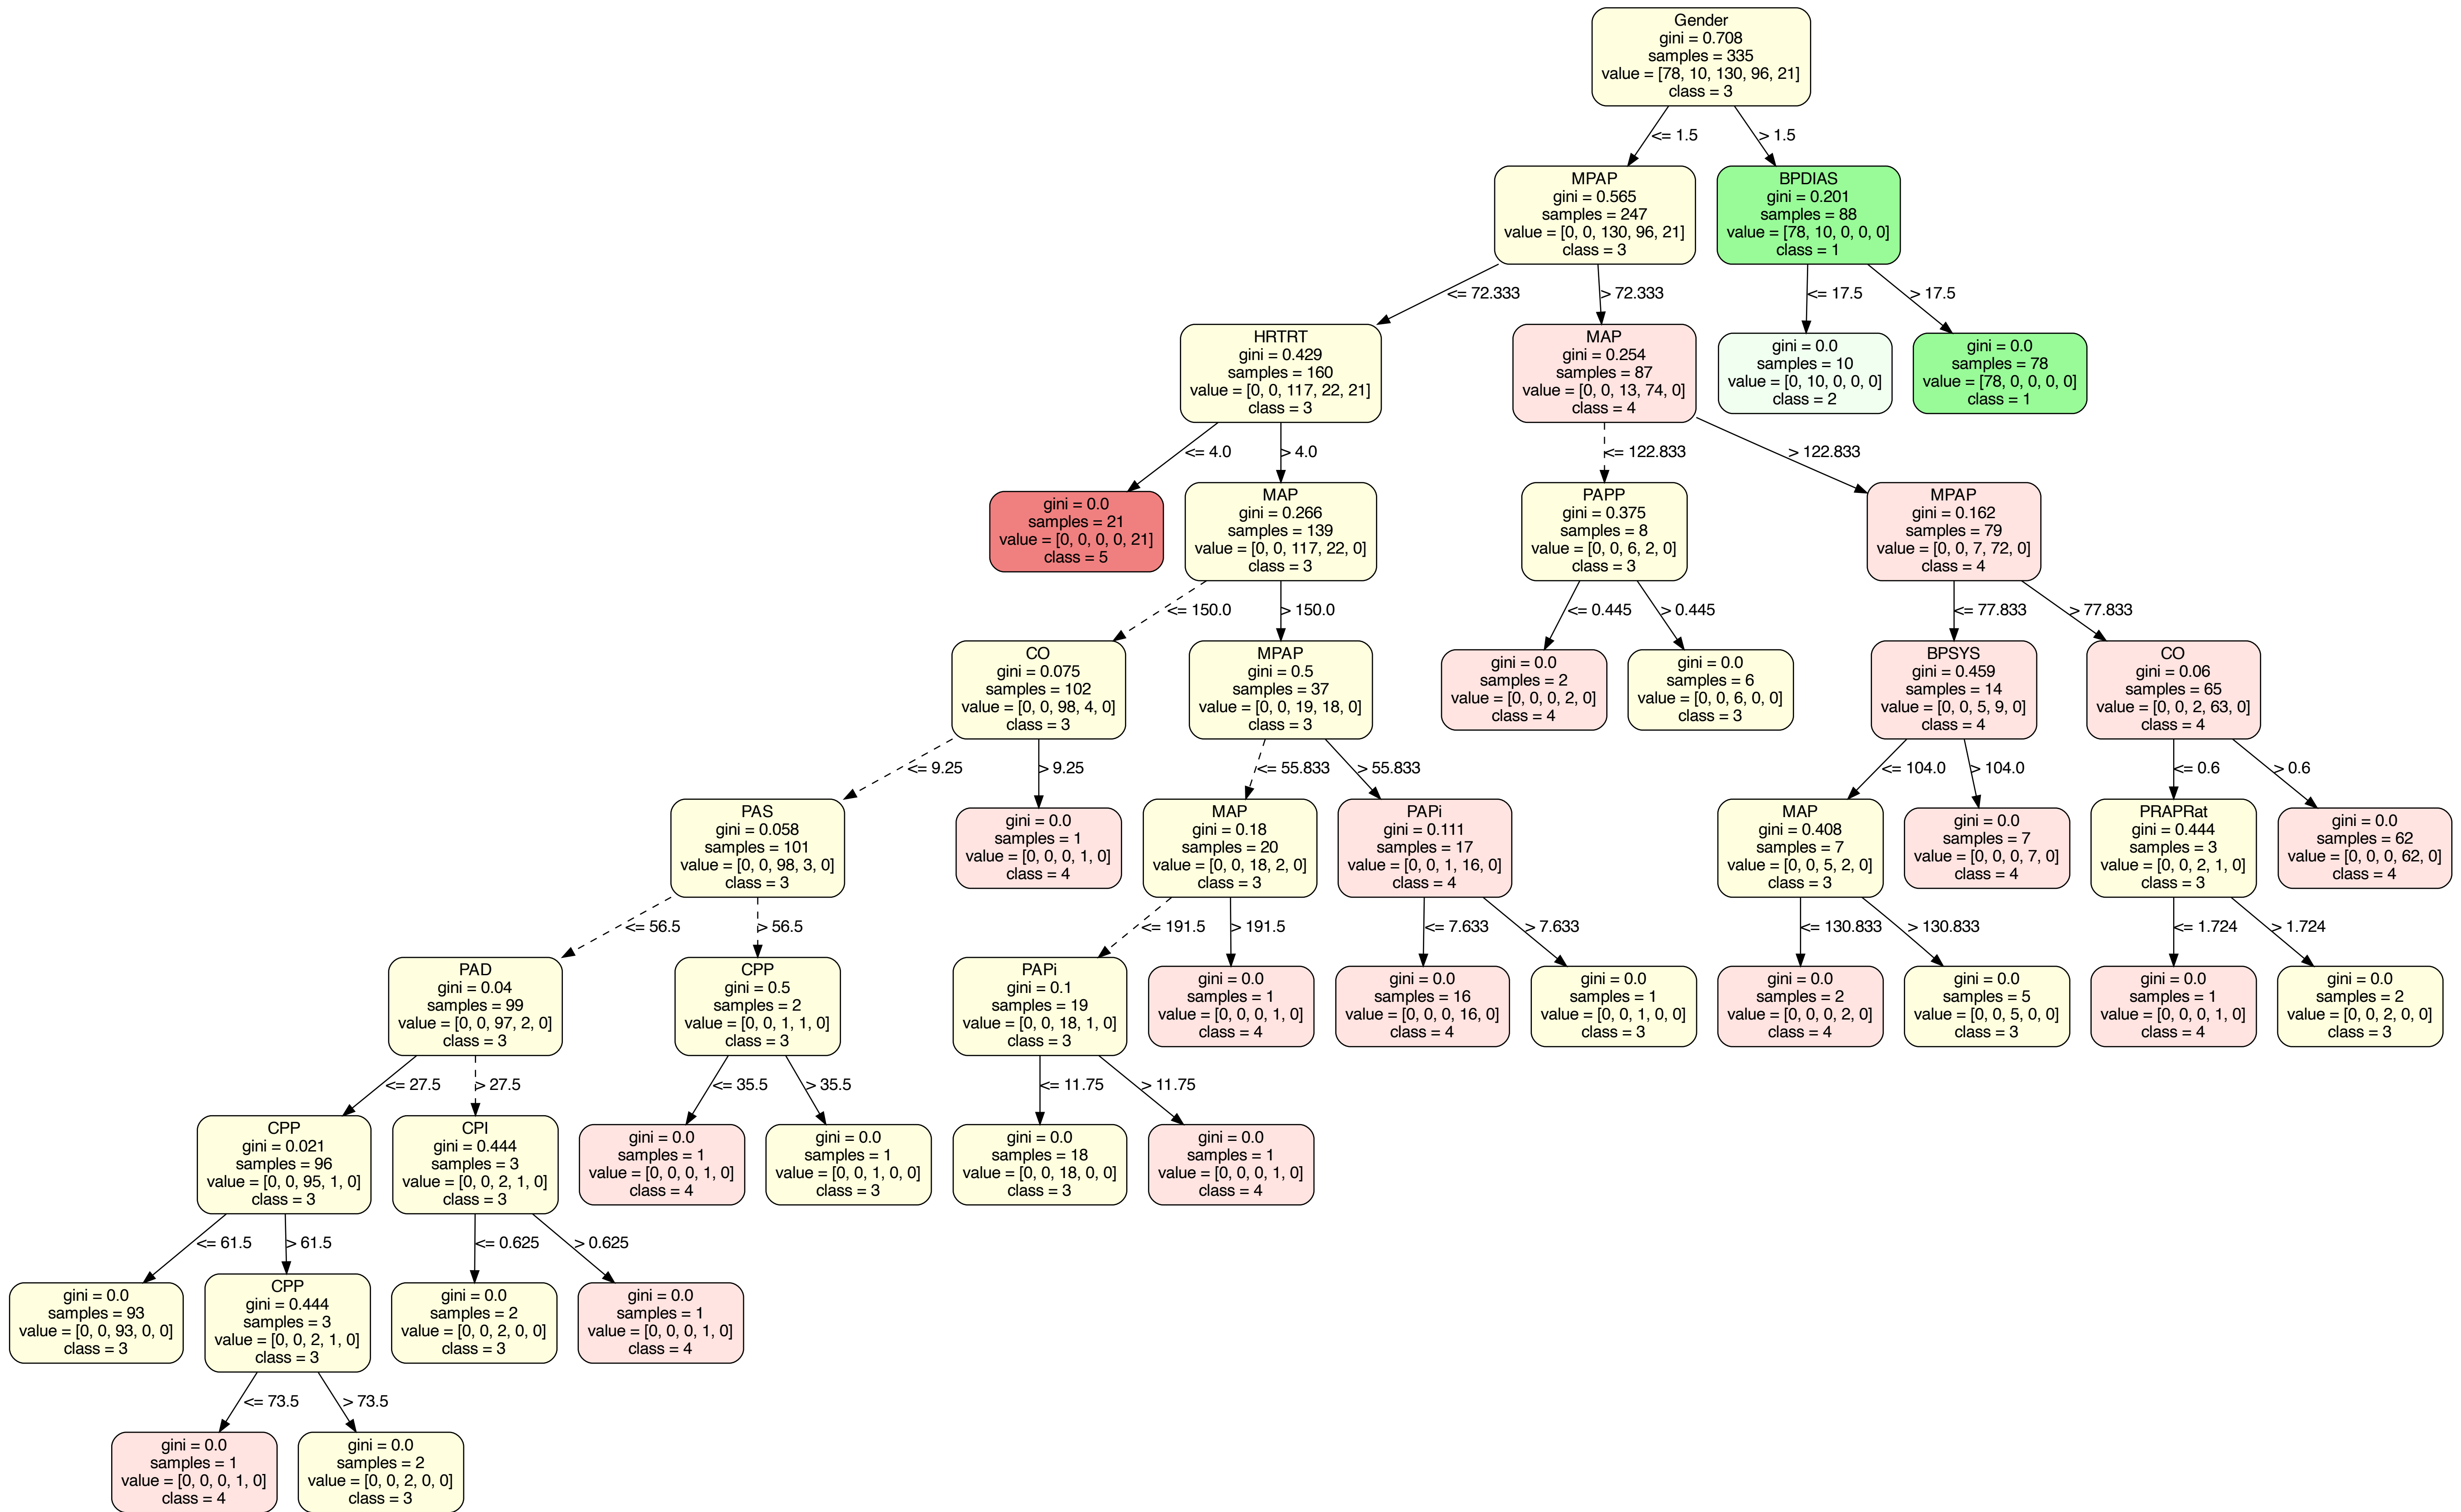 Gender
gini = 0.708
samples = 335
value = [78, 10, 130, 96, 21]
class = 3
<= 1.5
> 1.5
MPAP
gini = 0.565
samples = 247
value = [0, 0, 130, 96, 21]
class = 3
BPDIAS
gini = 0.201
samples = 88
value = [78, 10, 0, 0, 0]
class = 1
<= 72.333
> 72.333
<= 17.5
> 17.5
HRTRT
gini = 0.429
samples = 160
value = [0, 0, 117, 22, 21]
class = 3
MAP
gini = 0.254
samples = 87
value = [0, 0, 13, 74, 0]
class = 4
gini = 0.0
samples = 10
value = [0, 10, 0, 0, 0]
class = 2
gini = 0.0
samples = 78
value = [78, 0, 0, 0, 0]
class = 1
<= 4.0
> 4.0
<= 122.833
> 122.833
gini = 0.0
samples = 21
value = [0, 0, 0, 0, 21]
class = 5
MAP
gini = 0.266
samples = 139
value = [0, 0, 117, 22, 0]
class = 3
PAPP
gini = 0.375
samples = 8
value = [0, 0, 6, 2, 0]
class = 3
MPAP
gini = 0.162
samples = 79
value = [0, 0, 7, 72, 0]
class = 4
<= 150.0
> 150.0
<= 0.445
> 0.445
<= 77.833
> 77.833
CO
gini = 0.075
samples = 102
value = [0, 0, 98, 4, 0]
class = 3
MPAP
gini = 0.5
samples = 37
value = [0, 0, 19, 18, 0]
class = 3
gini = 0.0
samples = 2
value = [0, 0, 0, 2, 0]
class = 4
gini = 0.0
samples = 6
value = [0, 0, 6, 0, 0]
class = 3
BPSYS
gini = 0.459
samples = 14
value = [0, 0, 5, 9, 0]
class = 4
CO
gini = 0.06
samples = 65
value = [0, 0, 2, 63, 0]
class = 4
<= 9.25
> 9.25
<= 55.833
> 55.833
<= 104.0
> 104.0
<= 0.6
> 0.6
PAS
gini = 0.058
samples = 101
value = [0, 0, 98, 3, 0]
class = 3
gini = 0.0
samples = 1
value = [0, 0, 0, 1, 0]
class = 4
MAP
gini = 0.18
samples = 20
value = [0, 0, 18, 2, 0]
class = 3
PAPi
gini = 0.111
samples = 17
value = [0, 0, 1, 16, 0]
class = 4
MAP
gini = 0.408
samples = 7
value = [0, 0, 5, 2, 0]
class = 3
gini = 0.0
samples = 7
value = [0, 0, 0, 7, 0]
class = 4
PRAPRat
gini = 0.444
samples = 3
value = [0, 0, 2, 1, 0]
class = 3
gini = 0.0
samples = 62
value = [0, 0, 0, 62, 0]
class = 4
<= 56.5
> 56.5
<= 191.5
> 191.5
<= 7.633
> 7.633
<= 130.833
> 130.833
<= 1.724
> 1.724
PAD
gini = 0.04
samples = 99
value = [0, 0, 97, 2, 0]
class = 3
CPP
gini = 0.5
samples = 2
value = [0, 0, 1, 1, 0]
class = 3
PAPi
gini = 0.1
samples = 19
value = [0, 0, 18, 1, 0]
class = 3
gini = 0.0
samples = 1
value = [0, 0, 0, 1, 0]
class = 4
gini = 0.0
samples = 16
value = [0, 0, 0, 16, 0]
class = 4
gini = 0.0
samples = 1
value = [0, 0, 1, 0, 0]
class = 3
gini = 0.0
samples = 2
value = [0, 0, 0, 2, 0]
class = 4
gini = 0.0
samples = 5
value = [0, 0, 5, 0, 0]
class = 3
gini = 0.0
samples = 1
value = [0, 0, 0, 1, 0]
class = 4
gini = 0.0
samples = 2
value = [0, 0, 2, 0, 0]
class = 3
<= 27.5
> 27.5
<= 35.5
> 35.5
<= 11.75
> 11.75
CPP
gini = 0.021
samples = 96
value = [0, 0, 95, 1, 0]
class = 3
CPI
gini = 0.444
samples = 3
value = [0, 0, 2, 1, 0]
class = 3
gini = 0.0
samples = 1
value = [0, 0, 0, 1, 0]
class = 4
gini = 0.0
samples = 1
value = [0, 0, 1, 0, 0]
class = 3
gini = 0.0
samples = 18
value = [0, 0, 18, 0, 0]
class = 3
gini = 0.0
samples = 1
value = [0, 0, 0, 1, 0]
class = 4
<= 61.5
> 61.5
<= 0.625
> 0.625
gini = 0.0
samples = 93
value = [0, 0, 93, 0, 0]
class = 3
CPP
gini = 0.444
samples = 3
value = [0, 0, 2, 1, 0]
class = 3
gini = 0.0
samples = 2
value = [0, 0, 2, 0, 0]
class = 3
gini = 0.0
samples = 1
value = [0, 0, 0, 1, 0]
class = 4
<= 73.5
> 73.5
gini = 0.0
samples = 1
value = [0, 0, 0, 1, 0]
class = 4
gini = 0.0
samples = 2
value = [0, 0, 2, 0, 0]
class = 3